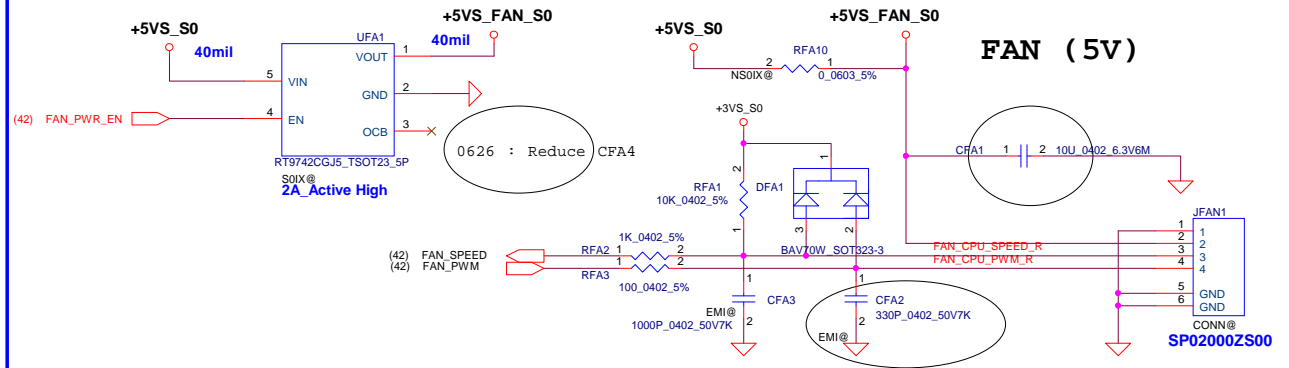 +5VS_S0
40mil
+5VS_FAN_S0
UFA1
40mil
5
VIN
VOUT
1
GND
2
4
EN
OCB
3
(42) FAN_PWR_EN
RT9742CGJ5_TSOT23_5P
S0IX@
2A_Active High
0626 : Reduce CFA4
+5VS_S0
+5VS_FAN_S0
FAN (5V)
RFA10
2
1
NS0IX@
0_0603_5%
+3VS_S0
CFA1
1
2
10U_0402_6.3V6M
2
RFA1
10K_0402_5%
1
DFA1
1
3
2
BAV70W_SOT323-3
1K_0402_5%
(42) FAN_SPEED
RFA2
1
2
(42) FAN_PWM
RFA3
1
2
100_0402_5%
FAN_CPU_SPEED_R
FAN_CPU_PWM_R
1
CFA3
EMI@
2
1000P_0402_50V7K
1
CFA2
330P_0402_50V7K
2
EMI@
JFAN1
1
1
2
2
3
3
4
4
5
GND
6
GND
CONN@
SP02000ZS00